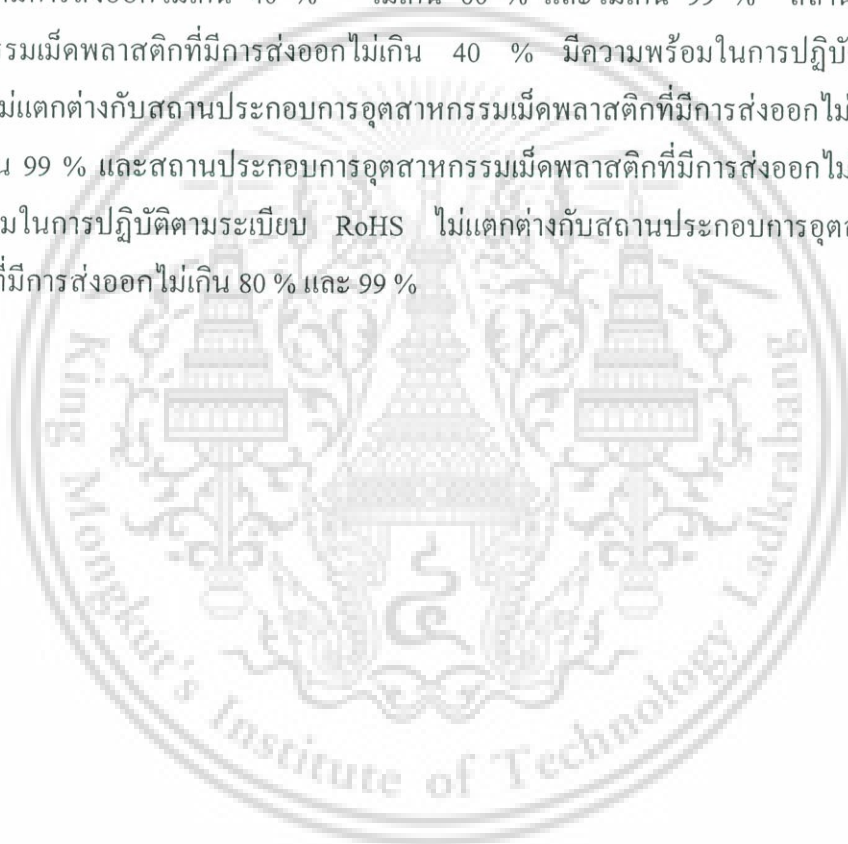 การส่งออกไม่เกิน 40 % ไม่เกิน % และไม่เกิน 99 %
รรมเม็ดพลาสติกที่มีการส่งออกไม่เกิน 40 % มีความพร้อมในการปฏิบั
ม่แตกต่างกับสถานประกอบการอุตสาหกรรมเม็ดพลาสติกที่มีการส่งออกไม่
น 99 % และสถานประกอบการอุตสาหกรรมเม็ดพลาสติกที่มีการส่งออกไม่
มในการปฏิบัติตามระเบียบ RoHS ไม่แตกต่างกับสถานประกอบการอุตส
ที่มีการส่งออกไม่เกิน 80 % และ 99 %
King Mongkut's Institute of Technology Ladkrabang